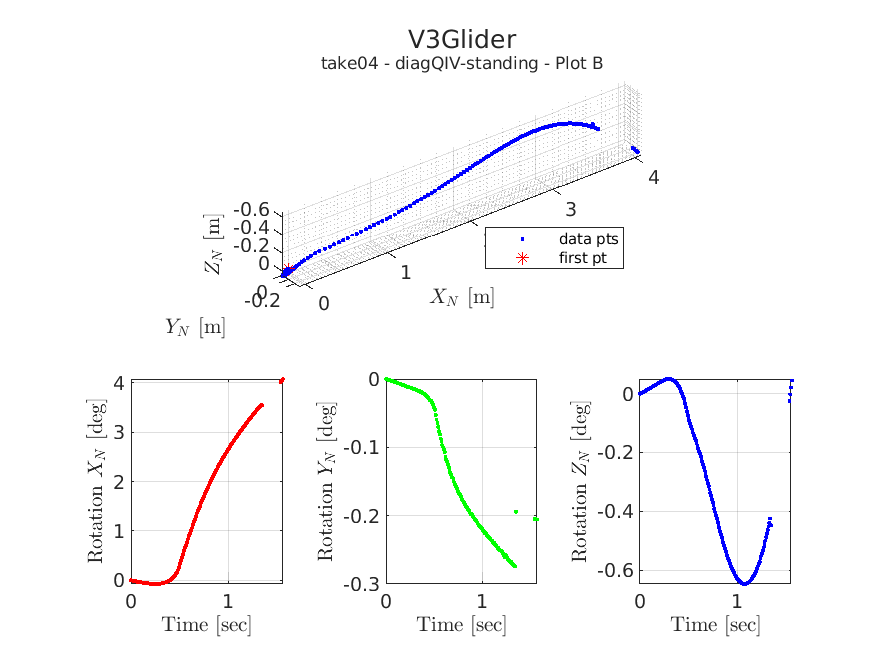 V3Glider
take04 - diagQIV-standing - Plot B
-0.6
-0.4
-0.2
0
Z_N [m]
0
-0.2
Y_N [m]
0
1
3
4
X_N [m]
data pts
first pt
4
3
2
1
0
Rotation X_N [deg]
0
1
Time [sec]
0
-0.1
-0.2
-0.3
Rotation Y_N [deg]
0
1
Time [sec]
0
-0.2
-0.4
-0.6
Rotation Z_N [deg]
0
1
Time [sec]